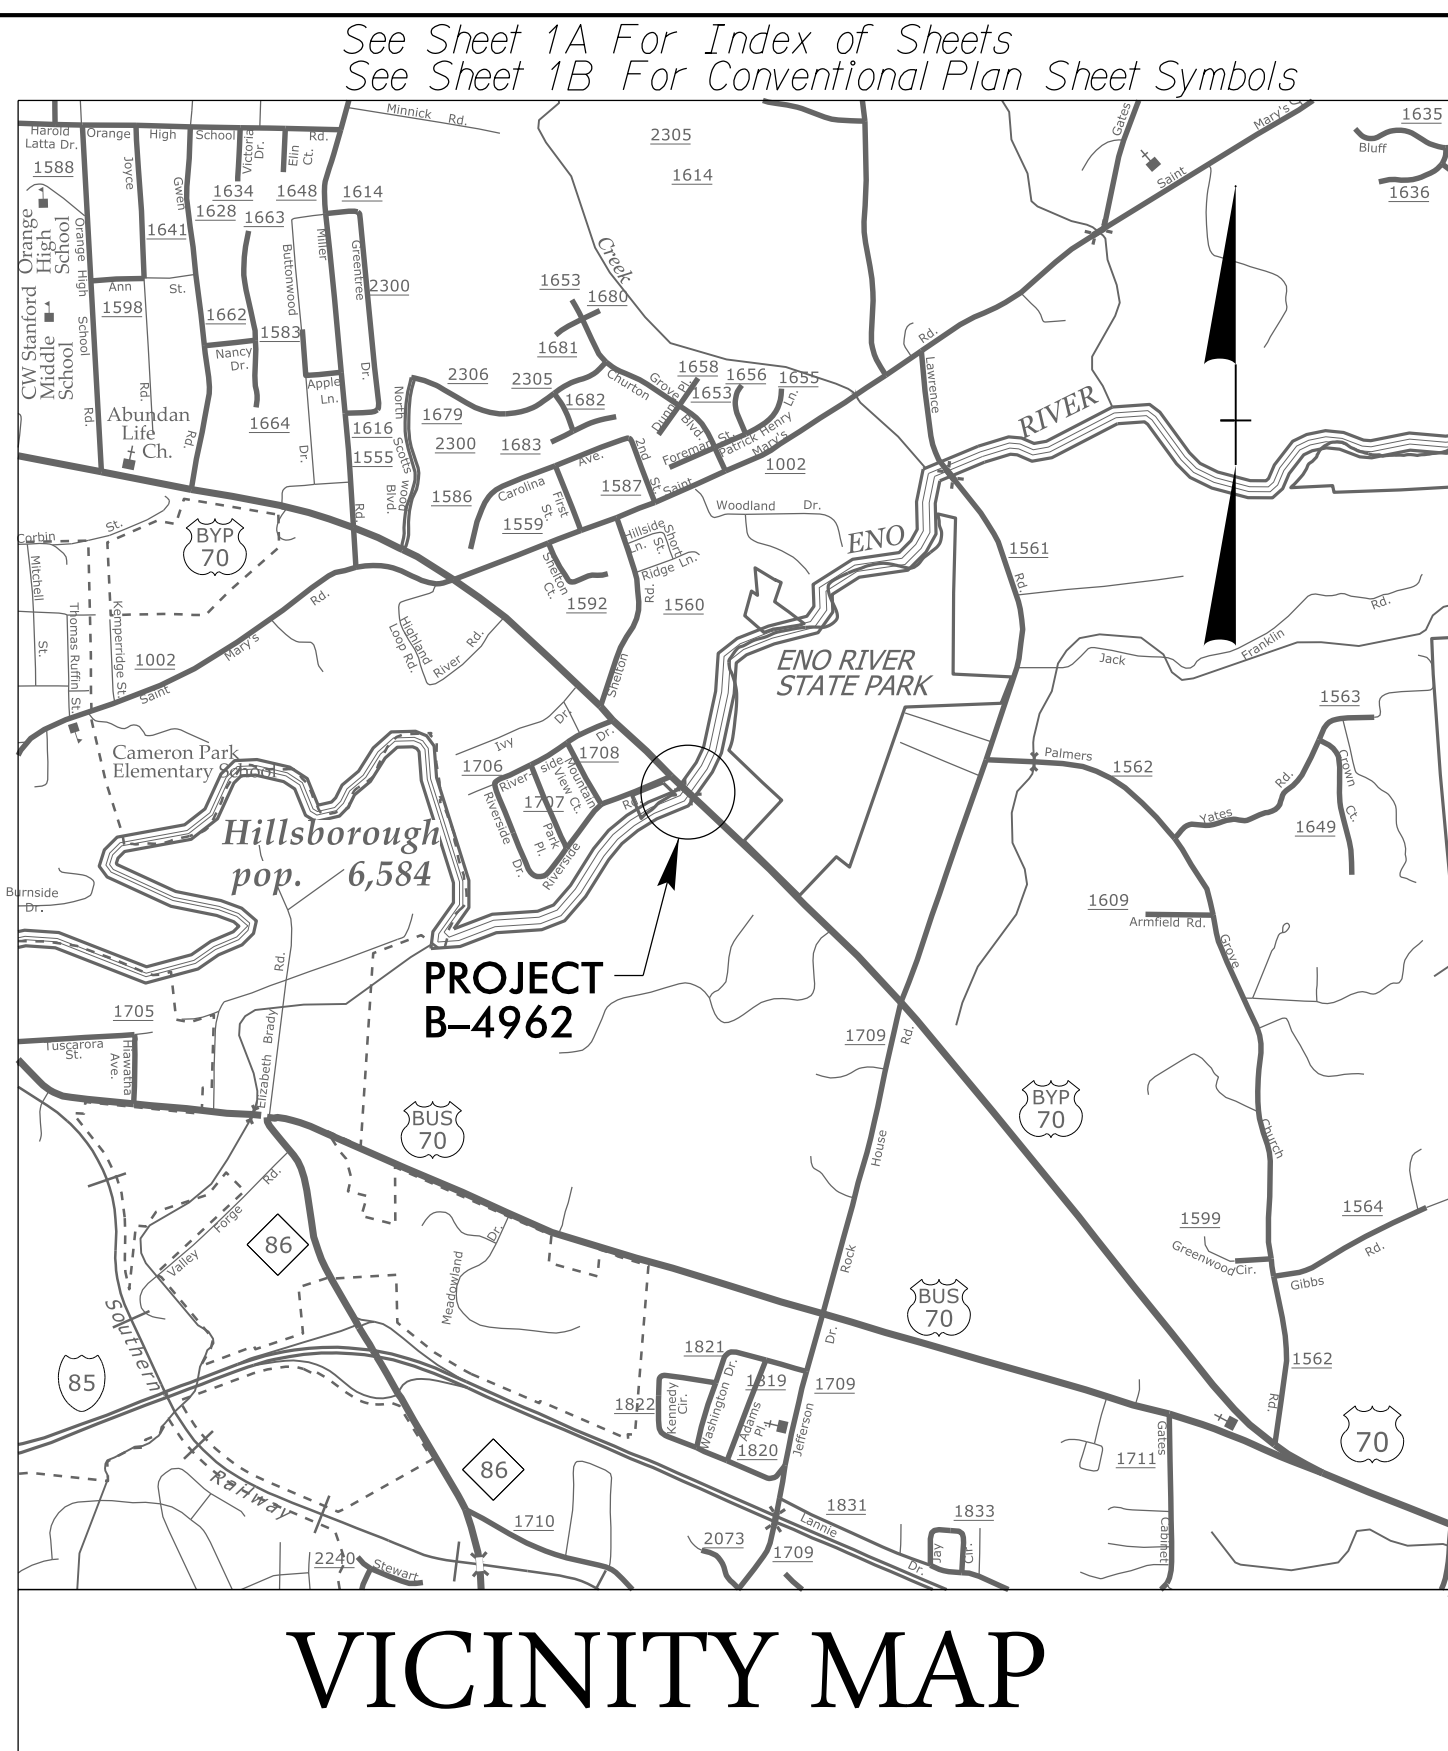 See Sheet 1A For Index of Sheets
See Sheet 1B For Conventional Plan Sheet Symbols
Minnick Rd.
Harold
Latta Dr.
Orange High School Rd.
1588
Joyce
Rd.
Gwen
Rd.
Victoria
Dr.
Elin
Ct.
1634
1648
1614
1628
1663
1641
Orange
High
School
CW Stanford
Middle
School
Orange High School Rd.
Ann St.
1598
1662
1583
Nancy
Dr.
1664
Buttonwood
Dr.
Miller
Rd.
Greentree
Dr.
2300
Apple
Ln.
Abundan
Life
Ch.
1616
1555
2305
1614
Creek
1653
1680
1681
2306
2305
1682
1679
2300
1683
North
Scottswood
Blvd.
Churton
Grove
Blvd.
1658
1653
1656
1655
Ln.
Patrick Henry
Foreman St.
Mary's
1002
Saint
2nd
St.
1587
Carolina Ave.
1586
1559
First
St.
Woodland Dr.
Hillside
Ln.
Short
St.
Ridge Ln.
Shelton
Ct.
1592
1560
Shelton
Rd.
Gates
Mary's
Saint
Rd.
1635
Bluff
1636
Lawrence
Rd.
RIVER
ENO
1561
Corbin St.
Mitchell
St.
Thomas Ruffin St.
Kemperridge St.
BYP
70
1002
Saint
Mary's
Rd.
Highland
Loop Rd.
River Rd.
ENO RIVER
STATE PARK
Jack
Franklin
Rd.
Cameron Park
Elementary School
Ivy Dr.
1706
1708
Dr.
River-side
Mountain
View Ct.
1707
Park
Pl.
Riverside
Dr.
Riverside
Rd.
Hillsborough
pop. 6,584
Burnside
Dr.
PROJECT
B–4962
Palmers
1562
Yates
Rd.
1563
Crown
Ct.
1649
1609
Armfield Rd.
Grove
Church
Rd.
1705
Tuscarora
St.
Hiawatha
Ave.
Elizabeth Brady Rd.
BUS
70
1709
Rd.
House
Rock
BYP
70
Valley Forge Rd.
86
Meadowland
Dr.
1599
Greenwood Cir.
1564
Gibbs
Rd.
BUS
70
1562
Southern
Railway
85
1821
1819
1822
Kennedy
Cir.
Washington Dr.
Adams
Pl.
1820
1709
Jefferson
Dr.
70
Gates
1711
Cabinet
86
1710
2240
Stewart
2073
1709
1831
Lannie
Dr.
1833
Jay
Cir.
VICINITY MAP